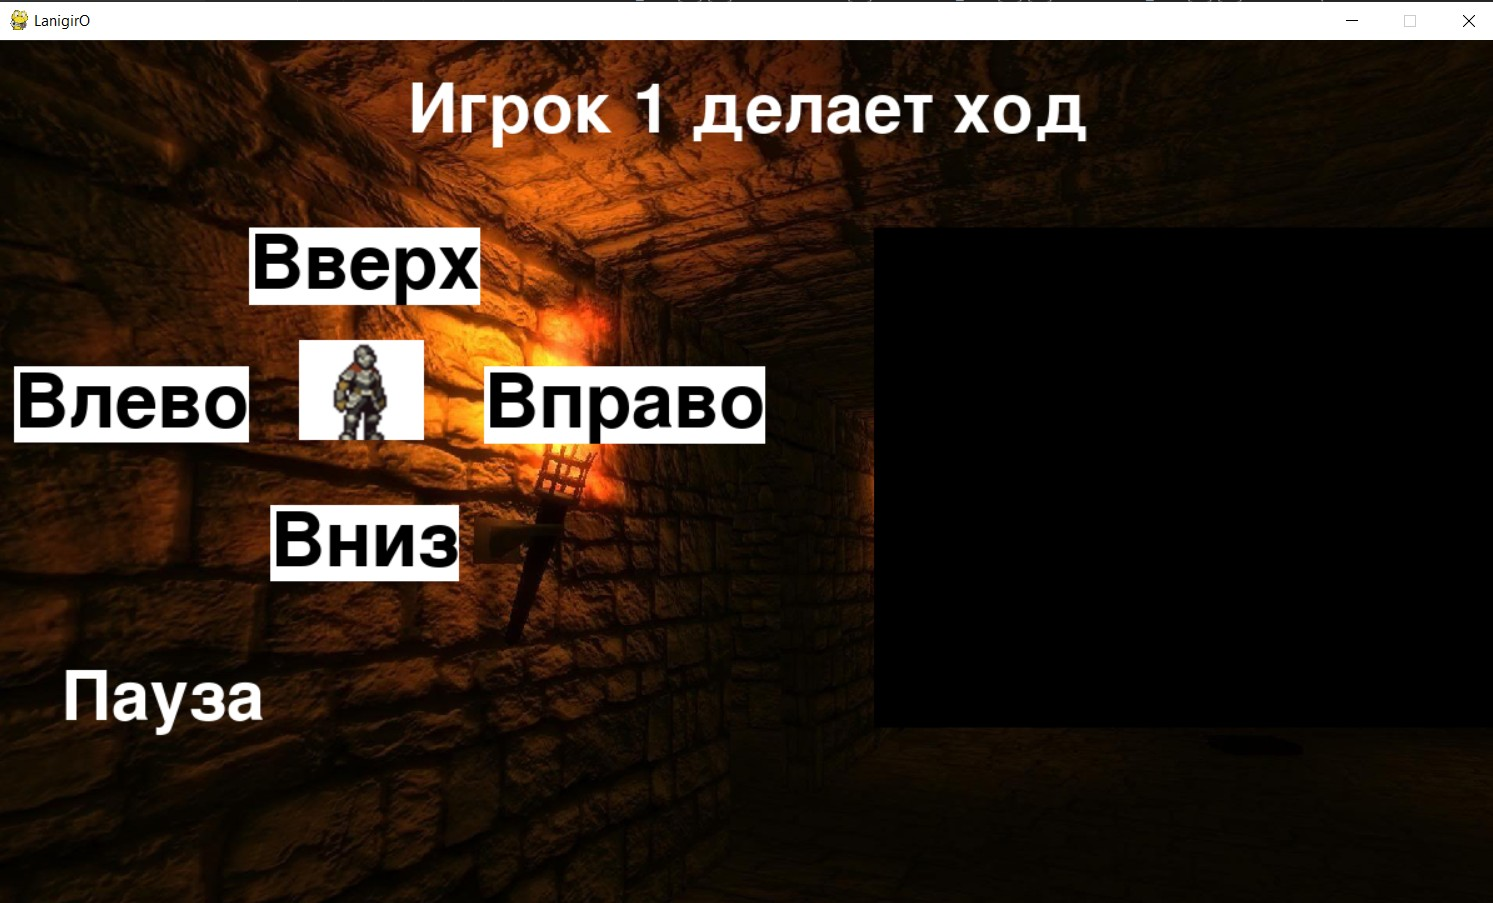 LanigirO
Игрок 1 делает ход
Вверх
Влево
Вправо
Вниз
Пауза